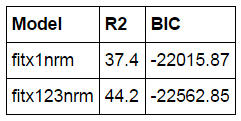 Model R2 BIC
fitx1nrm 37.4 -22015.87
fitx123nrm 44.2 -22562.85